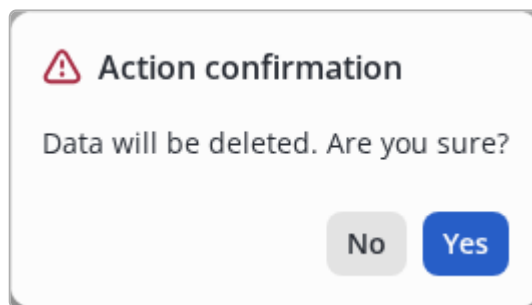 Action confirmation
Data will be deleted. Are you sure?
No
Yes